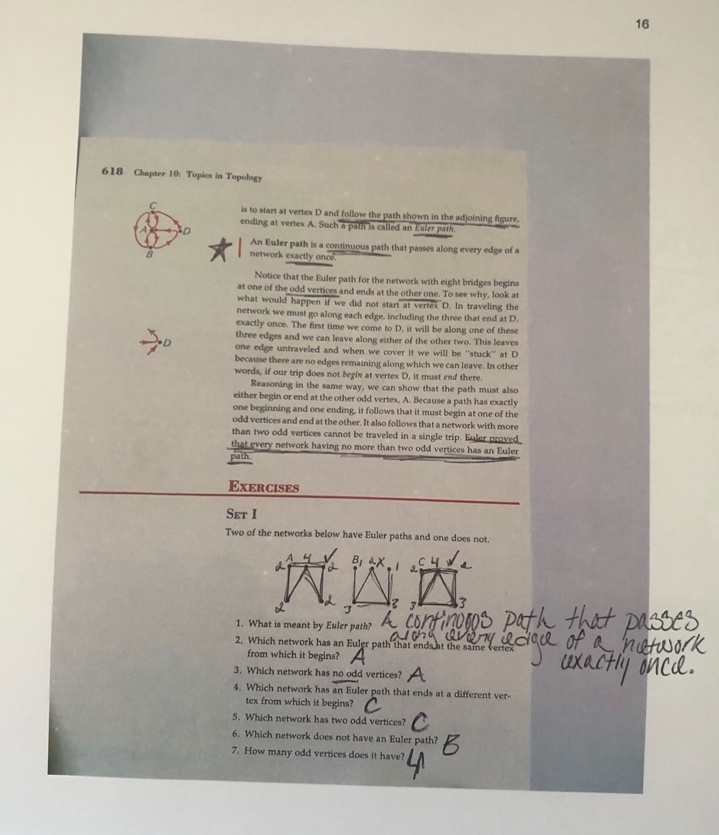 16
618 Chapter 10: Topics in Topology
C
A
D
B
is to start at vertex D and follow the path shown in the adjoining figure,
ending at vertex A. Such a path is called an Euler path.
An Euler path is a continuous path that passes along every edge of a
network exactly once.
Notice that the Euler path for the network with eight bridges begins
at one of the odd vertices and ends at the other one. To see why, look at
what would happen if we did not start at vertex D. In traveling the
network we must go along each edge, including the three that end at D,
exactly once. The first time we come to D, it will be along one of these
three edges and we can leave along either of the other two. This leaves
one edge untraveled and when we cover it we will be "stuck" at D
because there are no edges remaining along which we can leave. In other
words, if our trip does not begin at vertex D, it must end there.
D
Reasoning in the same way, we can show that the path must also
either begin or end at the other odd vertex, A. Because a path has exactly
one beginning and one ending, it follows that it must begin at one of the
odd vertices and end at the other. It also follows that a network with more
than two odd vertices cannot be traveled in a single trip. Euler proved
that every network having no more than two odd vertices has an Euler
path.
EXERCISES
SET I
Two of the networks below have Euler paths and one does not.
2 A 4 2 B 1 2 X 1 2 C 4 2
2 2 3 3 3 3
1. What is meant by Euler path? A continuous path that passes
along every edge of a network
exactly once.
2. Which network has an Euler path that ends at the same vertex
from which it begins? A
3. Which network has no odd vertices? A
4. Which network has an Euler path that ends at a different ver-
tex from which it begins? C
5. Which network has two odd vertices? C
6. Which network does not have an Euler path? B
7. How many odd vertices does it have? 4